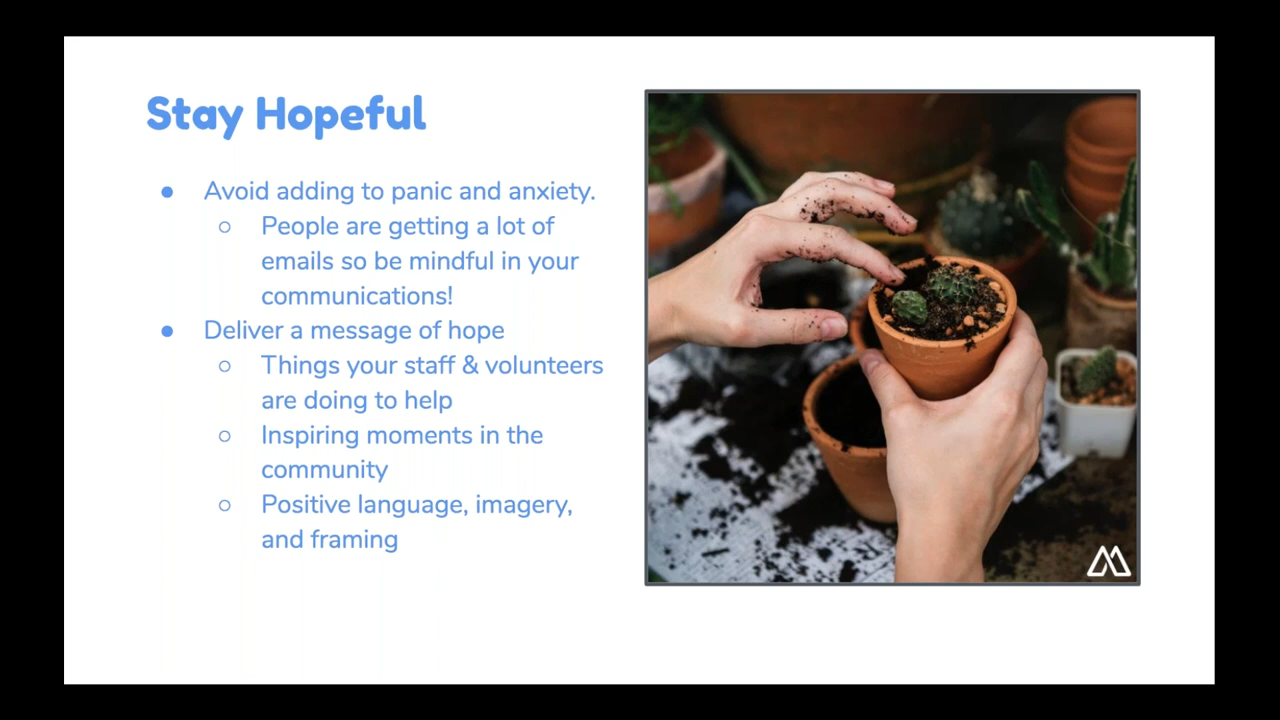 Stay Hopeful
● Avoid adding to panic and anxiety.
○ People are getting a lot of
emails so be mindful in your
communications!
● Deliver a message of hope
○ Things your staff & volunteers
are doing to help
○ Inspiring moments in the
community
○ Positive language, imagery,
and framing